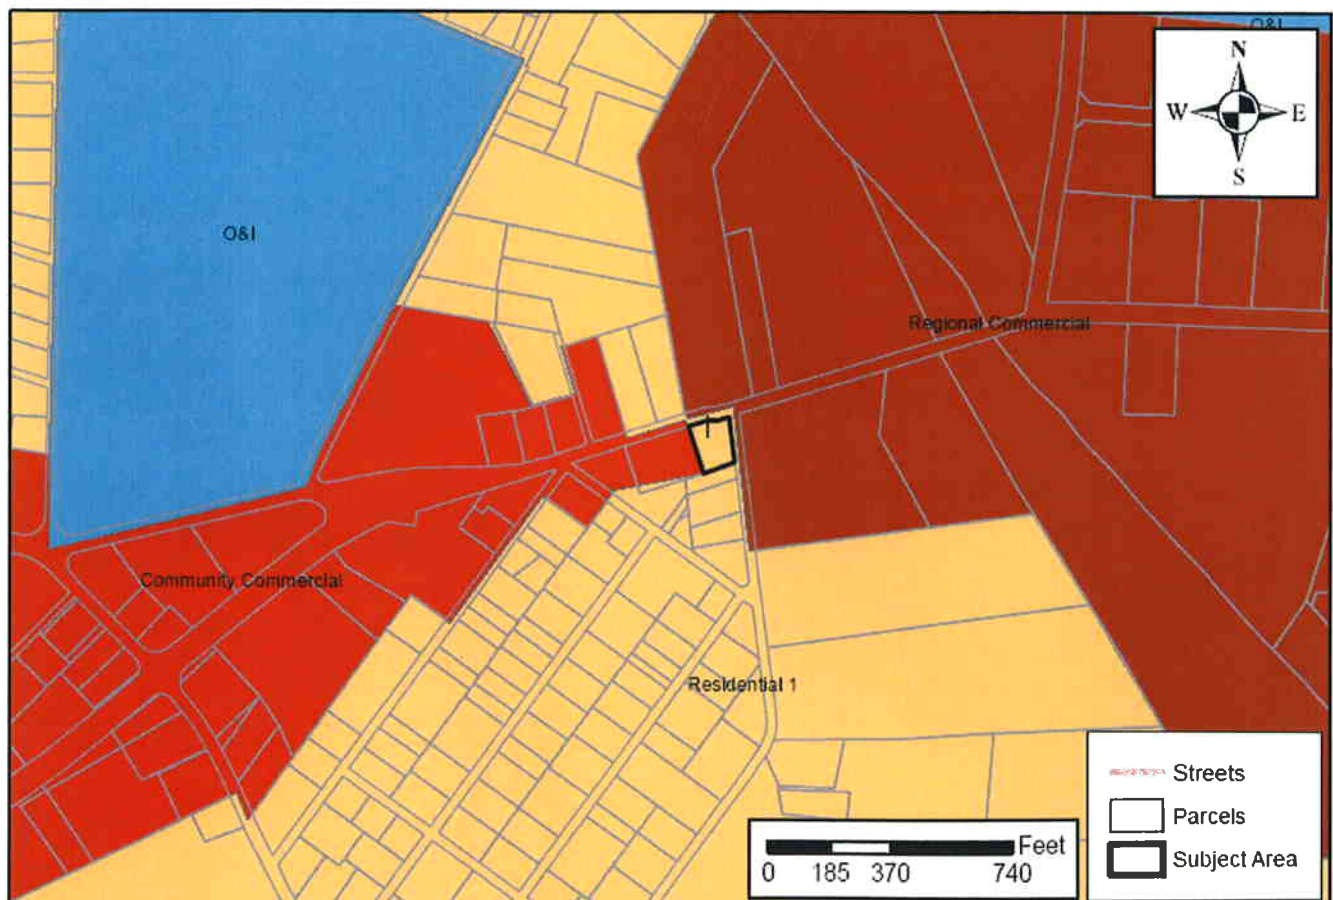 O&I
N
W E
S
O&I
Regional Commercial
Community Commercial
Residential 1
Streets
Parcels
Subject Area
Feet
0 185 370 740